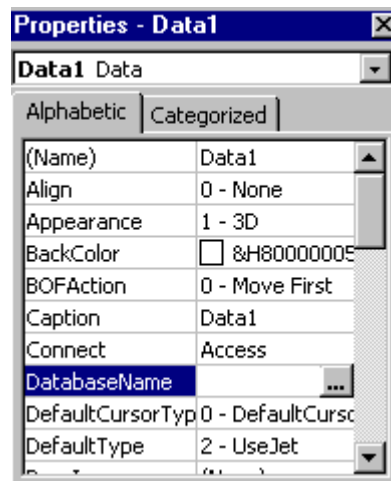 Properties - Data1
Data1 Data
Alphabetic Categorized
(Name) Data1
Align 0 - None
Appearance 1 - 3D
BackColor &H80000005
BOFAction 0 - Move First
Caption Data1
Connect Access
DatabaseName ...
DefaultCursorTyp 0 - DefaultCurso
DefaultType 2 - UseJet